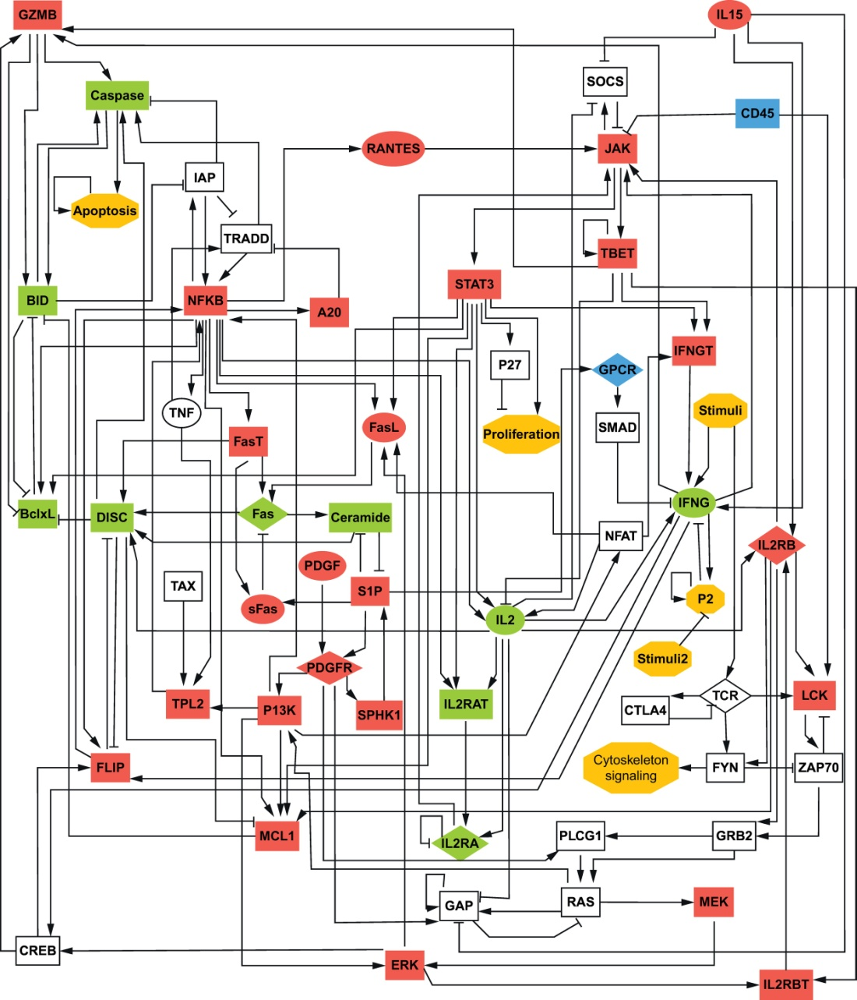 GZMB
IL15
SOCS
Caspase
CD45
RANTES
JAK
IAP
Apoptosis
TRADD
TBET
STAT3
BID
NFKB
A20
IFNGT
P27
GPCR
TNF
Stimuli
FasL
SMAD
Proliferation
FasT
IFNG
BclxL
DISC
Fas
Ceramide
NFAT
IL2RB
PDGF
TAX
S1P
P2
sFas
IL2
Stimuli2
PDGFR
TCR
LCK
TPL2
P13K
SPHK1
IL2RAT
CTLA4
FLIP
Cytoskeleton
signaling
FYN
ZAP70
MCL1
IL2RA
PLCG1
GRB2
GAP
RAS
MEK
CREB
ERK
IL2RBT